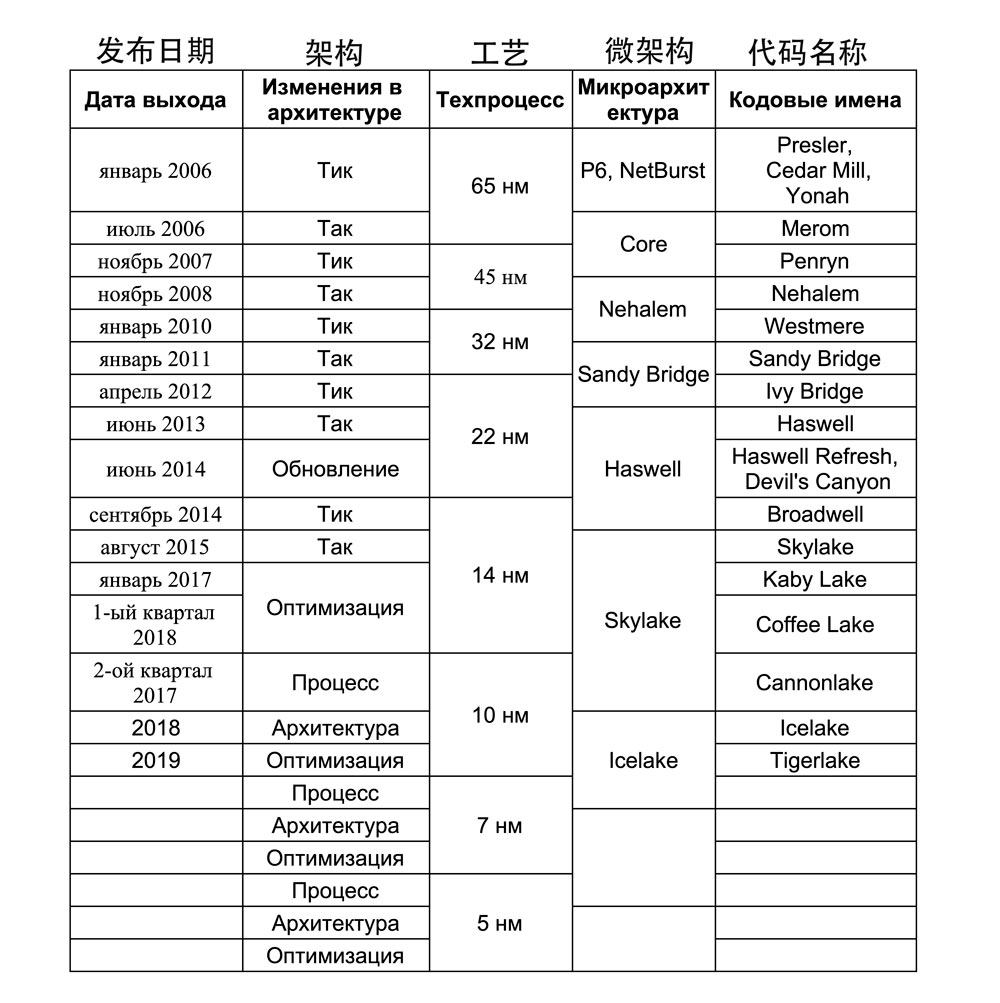 发布日期 架构 工艺 微架构 代码名称
Дата выхода Изменения в архитектуре Техпроцесс Микроархитектура Кодовые имена
январь 2006 Тик 65 нм P6, NetBurst Presler, Cedar Mill, Yonah
июль 2006 Так Core Merom
ноябрь 2007 Тик 45 нм Penryn
ноябрь 2008 Так Nehalem Nehalem
январь 2010 Тик 32 нм Westmere
январь 2011 Так Sandy Bridge Sandy Bridge
апрель 2012 Тик 22 нм Ivy Bridge
июнь 2013 Так Haswell Haswell
июнь 2014 Обновление Haswell Refresh, Devil's Canyon
сентябрь 2014 Тик 14 нм Broadwell
август 2015 Так Skylake Skylake
январь 2017 Оптимизация Kaby Lake
1-ый квартал 2018 Coffee Lake
2-ой квартал 2017 Процесс 10 нм Cannonlake
2018 Архитектура Icelake Icelake
2019 Оптимизация Tigerlake
Процесс 7 нм
Архитектура
Оптимизация
Процесс 5 нм
Архитектура
Оптимизация